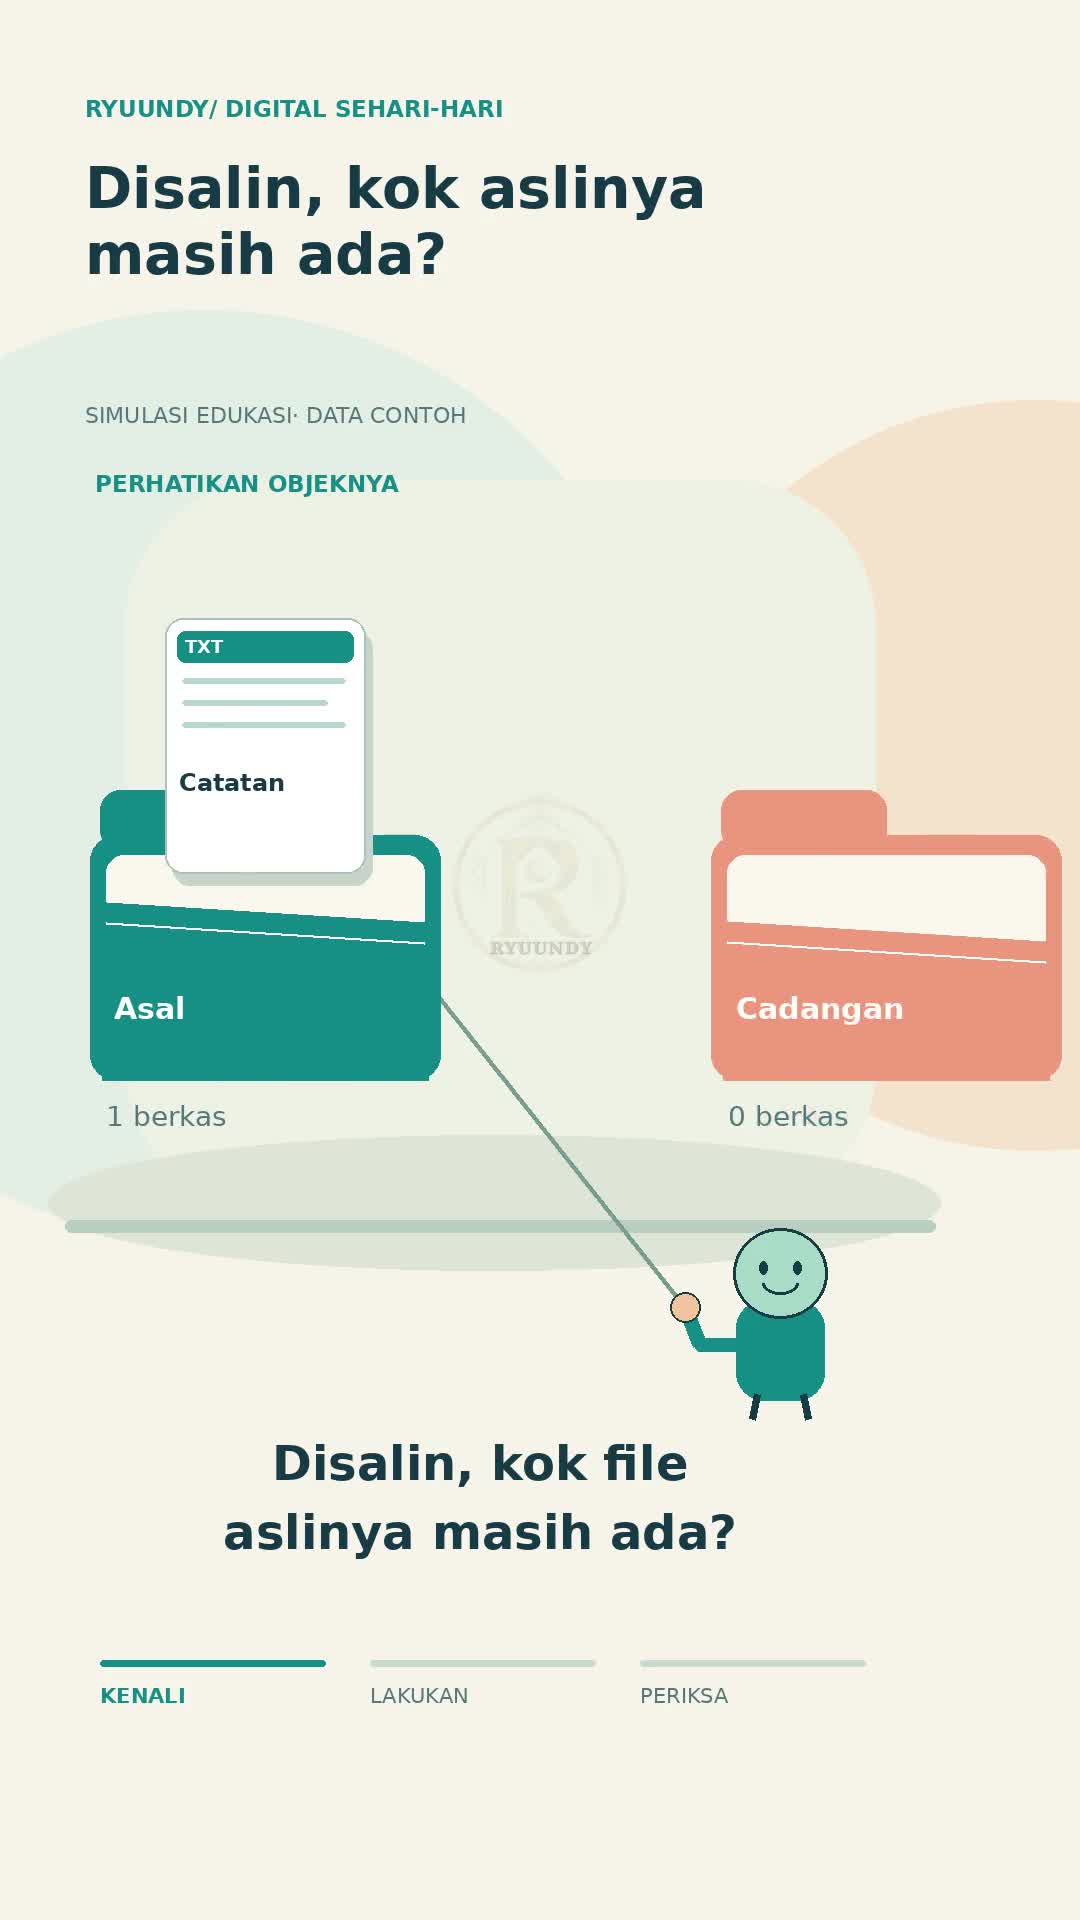 RYUUNDY/ DIGITAL SEHARI-HARI
Disalin, kok aslinya
masih ada?
SIMULASI EDUKASI· DATA CONTOH
PERHATIKAN OBJEKNYA
TXT
Catatan
RYUUNDY
Asal
Cadangan
1 berkas
0 berkas
Disalin, kok file
aslinya masih ada?
KENALI
LAKUKAN
PERIKSA